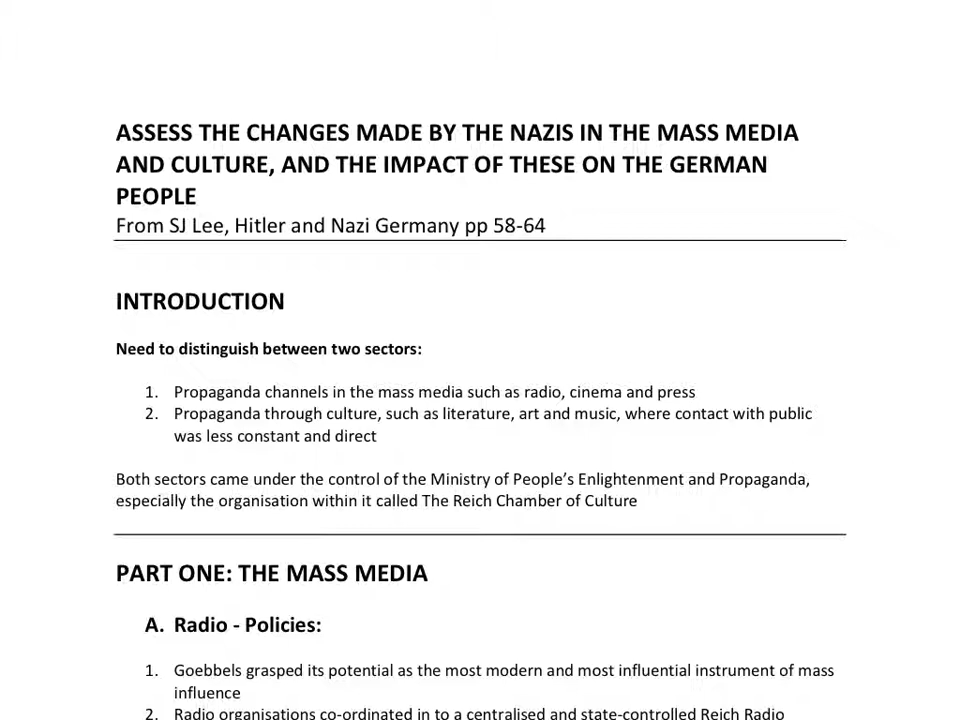 ASSESS THE CHANGES MADE BY THE NAZIS IN THE MASS MEDIA
AND CULTURE, AND THE IMPACT OF THESE ON THE GERMAN
PEOPLE
From SJ Lee, Hitler and Nazi Germany pp 58-64
INTRODUCTION
Need to distinguish between two sectors:
1. Propaganda channels in the mass media such as radio, cinema and press
2. Propaganda through culture, such as literature, art and music, where contact with public
was less constant and direct
Both sectors came under the control of the Ministry of People’s Enlightenment and Propaganda,
especially the organisation within it called The Reich Chamber of Culture
PART ONE: THE MASS MEDIA
A. Radio - Policies:
1. Goebbels grasped its potential as the most modern and most influential instrument of mass
influence
2. Radio organisations co-ordinated in to a centralised and state-controlled Reich Radio